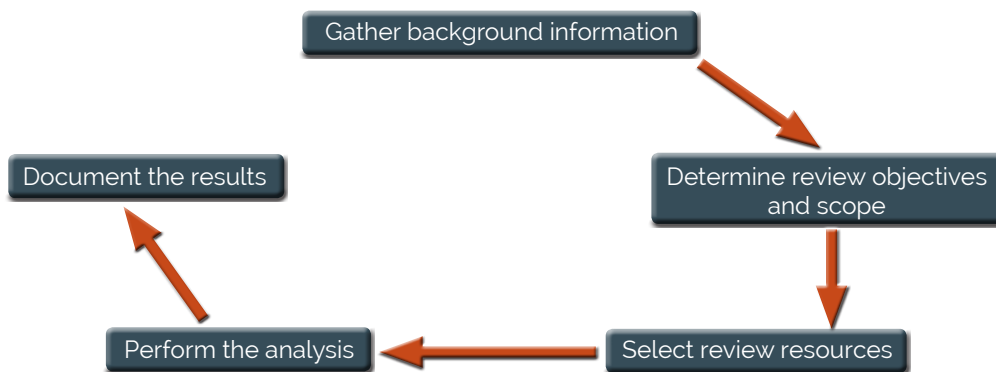 Gather background information
Determine review objectives
and scope
Select review resources
Perform the analysis
Document the results